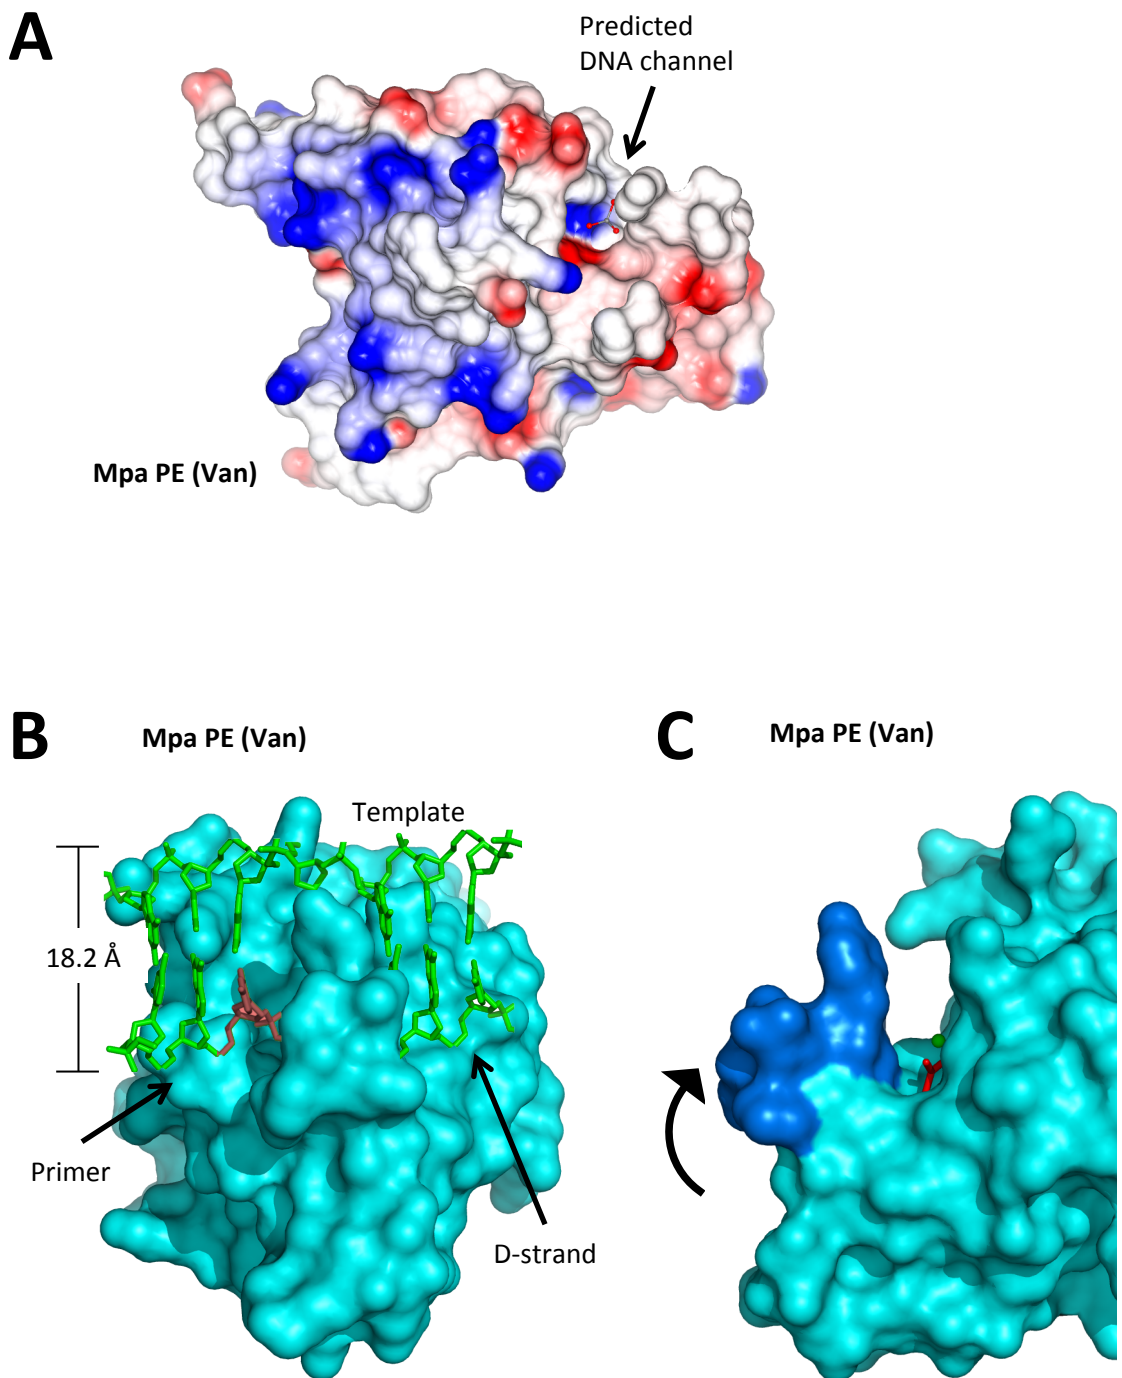 A
Predicted
DNA channel
Mpa PE (Van)
B
Mpa PE (Van)
C
Mpa PE (Van)
Template
18.2 Å
Primer
D-strand